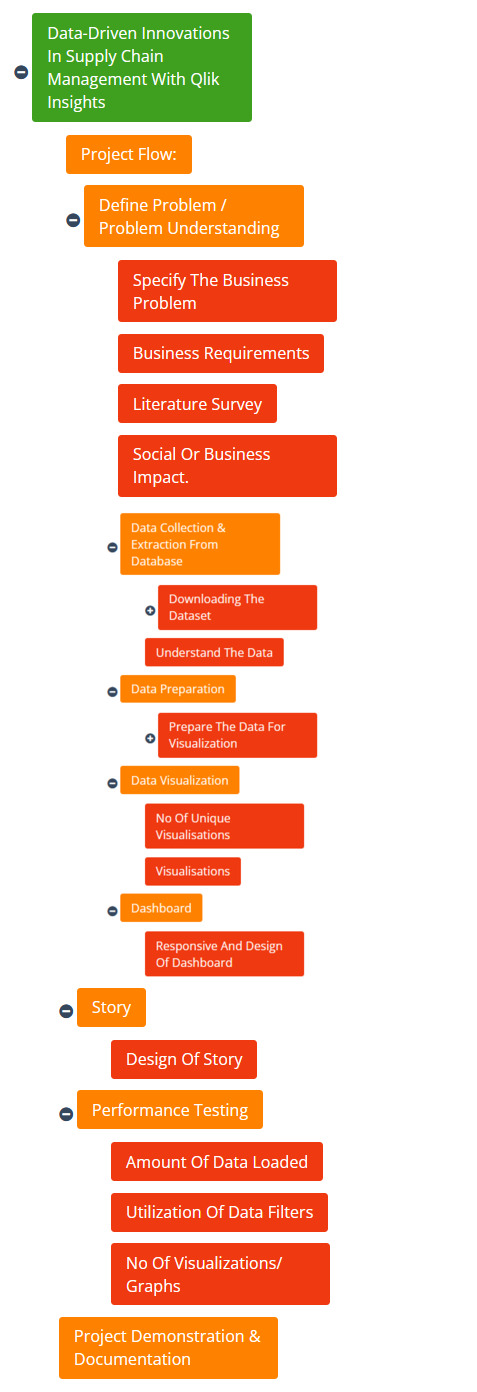 Data-Driven Innovations
In Supply Chain
Management With Qlik
Insights
Project Flow:
Define Problem /
Problem Understanding
Specify The Business
Problem
Business Requirements
Literature Survey
Social Or Business
Impact.
Data Collection &
Extraction From
Database
Downloading The
Dataset
Understand The Data
Data Preparation
Prepare The Data For
Visualization
Data Visualization
No Of Unique
Visualisations
Visualisations
Dashboard
Responsive And Design
Of Dashboard
Story
Design Of Story
Performance Testing
Amount Of Data Loaded
Utilization Of Data Filters
No Of Visualizations/
Graphs
Project Demonstration &
Documentation